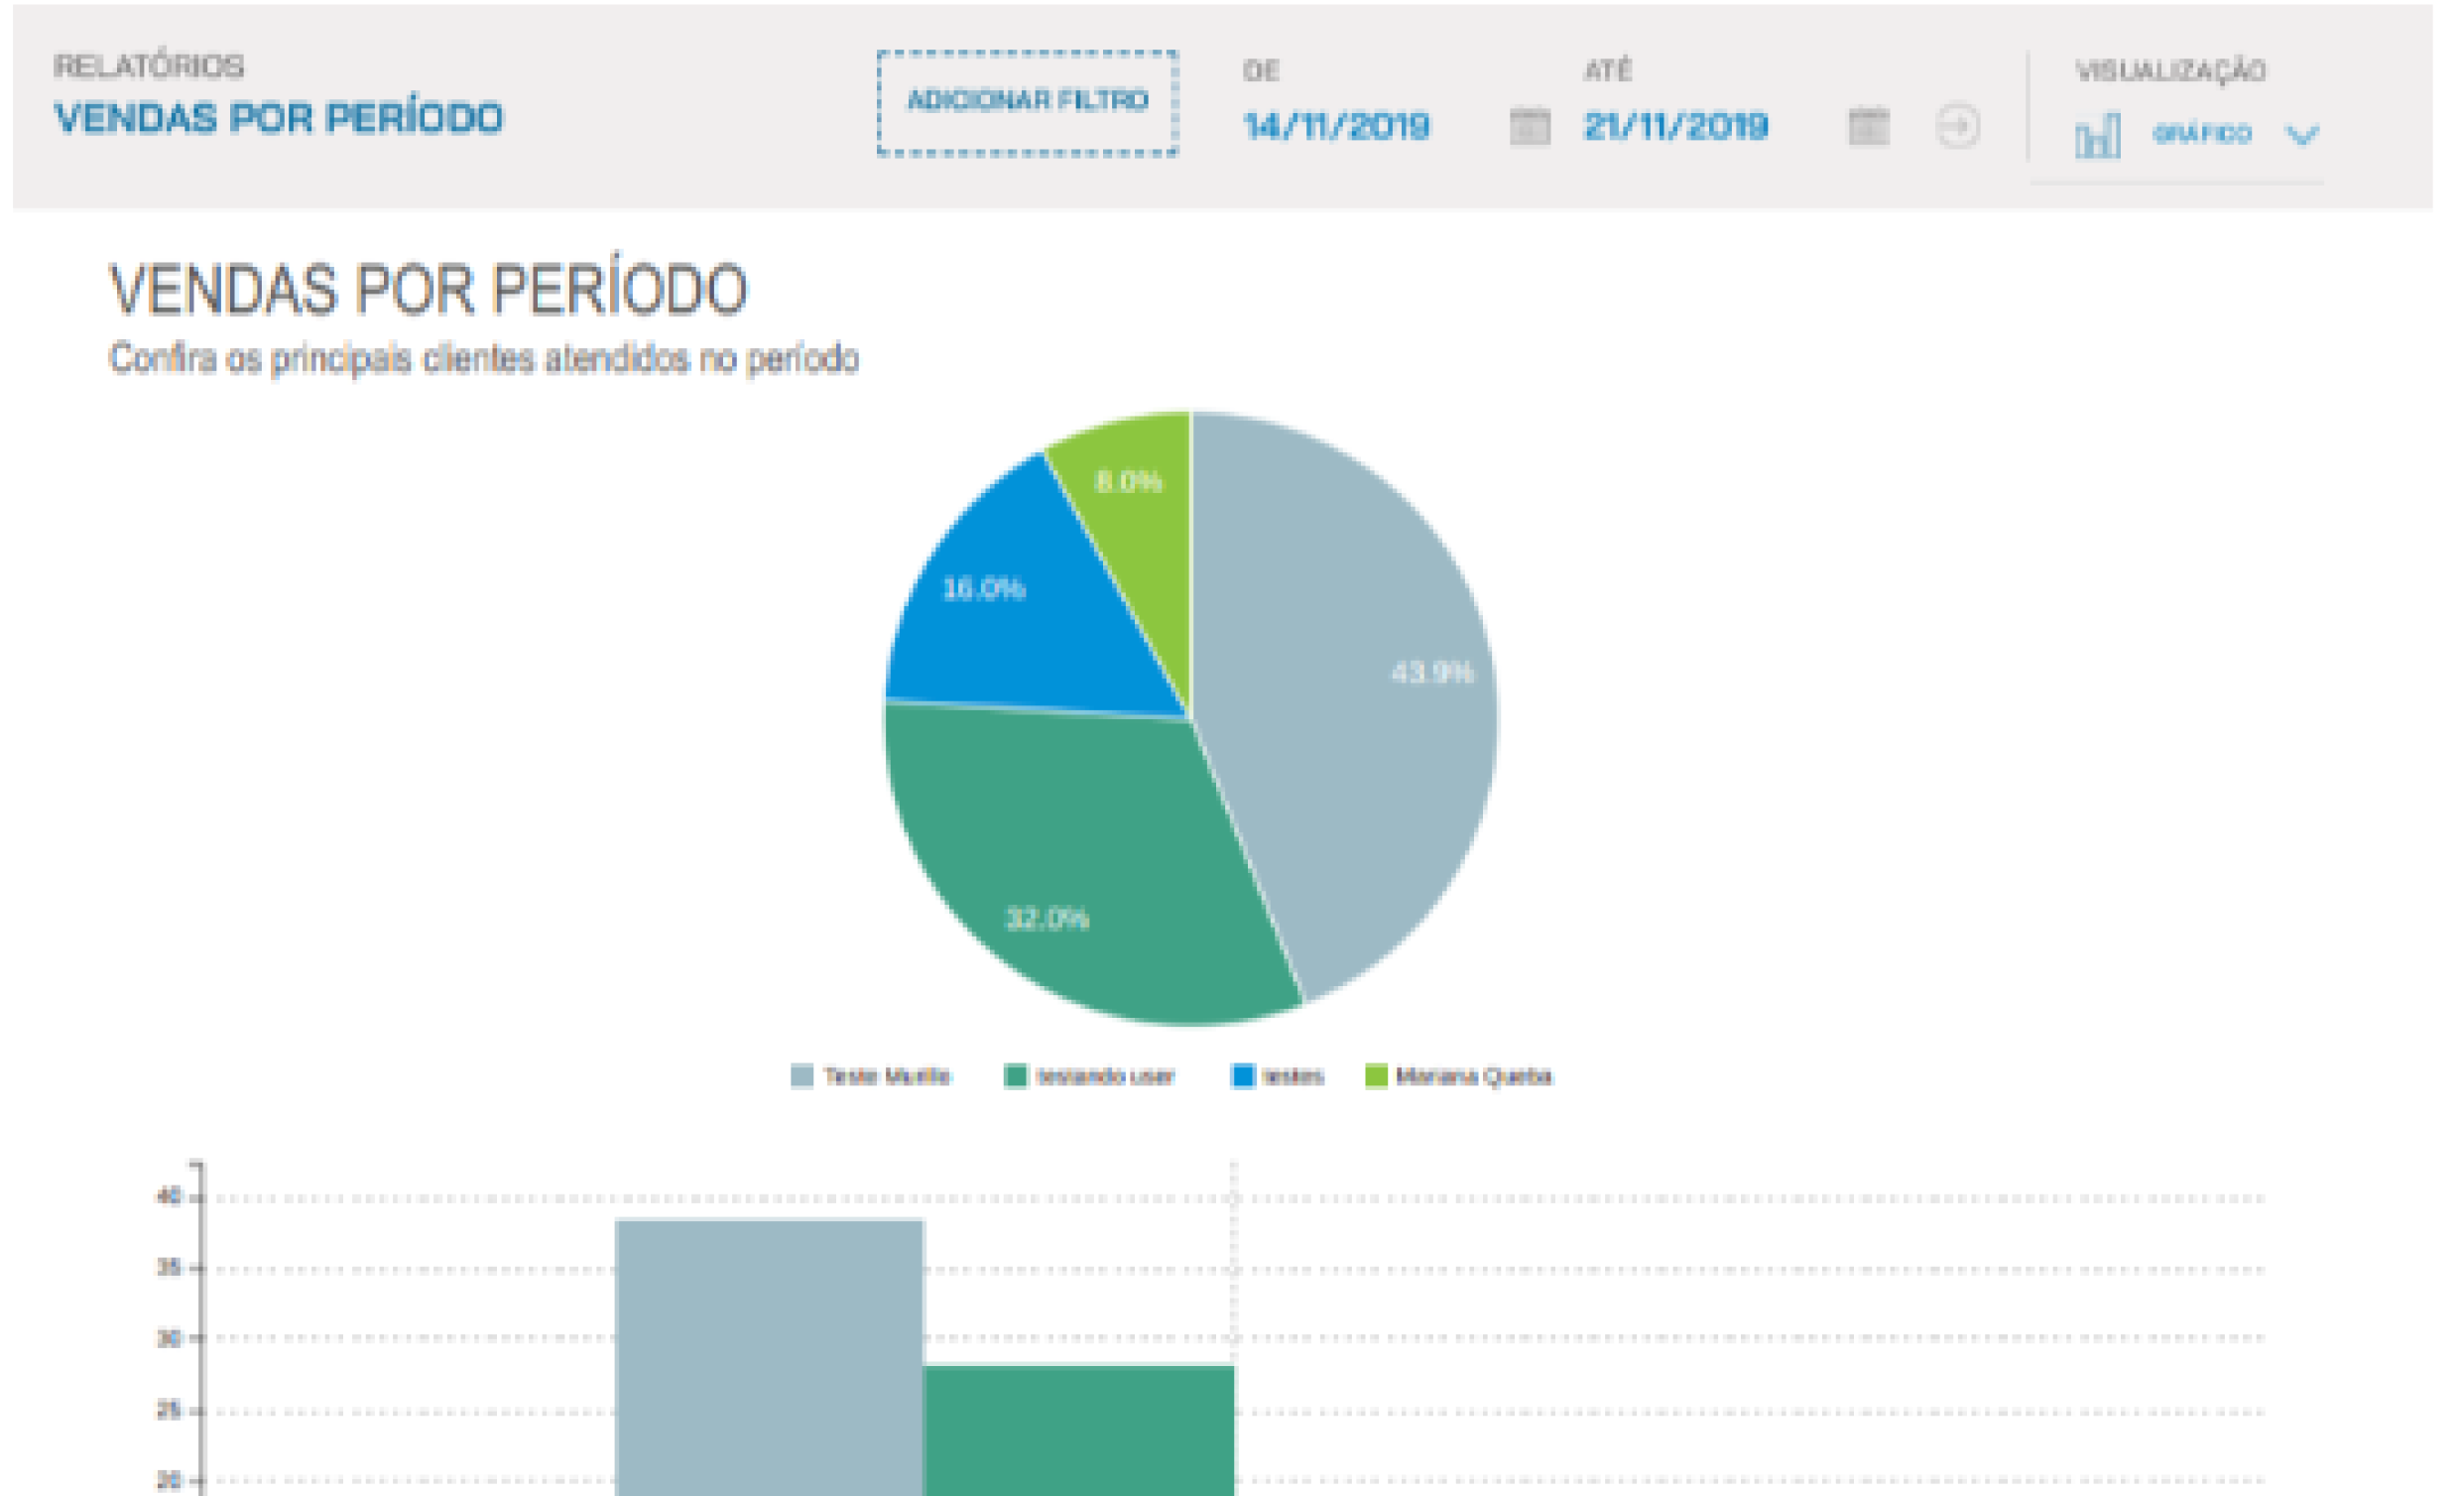 RELATÓRIOS
VENDAS POR PERÍODO
ADICIONAR FILTRO
DE
14/11/2019
ATÉ
21/11/2019
VISUALIZAÇÃO
GRÁFICO
VENDAS POR PERÍODO
Confira os principais clientes atendidos no período
8.0%
16.0%
43.9%
32.0%
Teste Murillo
testando user
testes
Mariana
40
35
30
25
20